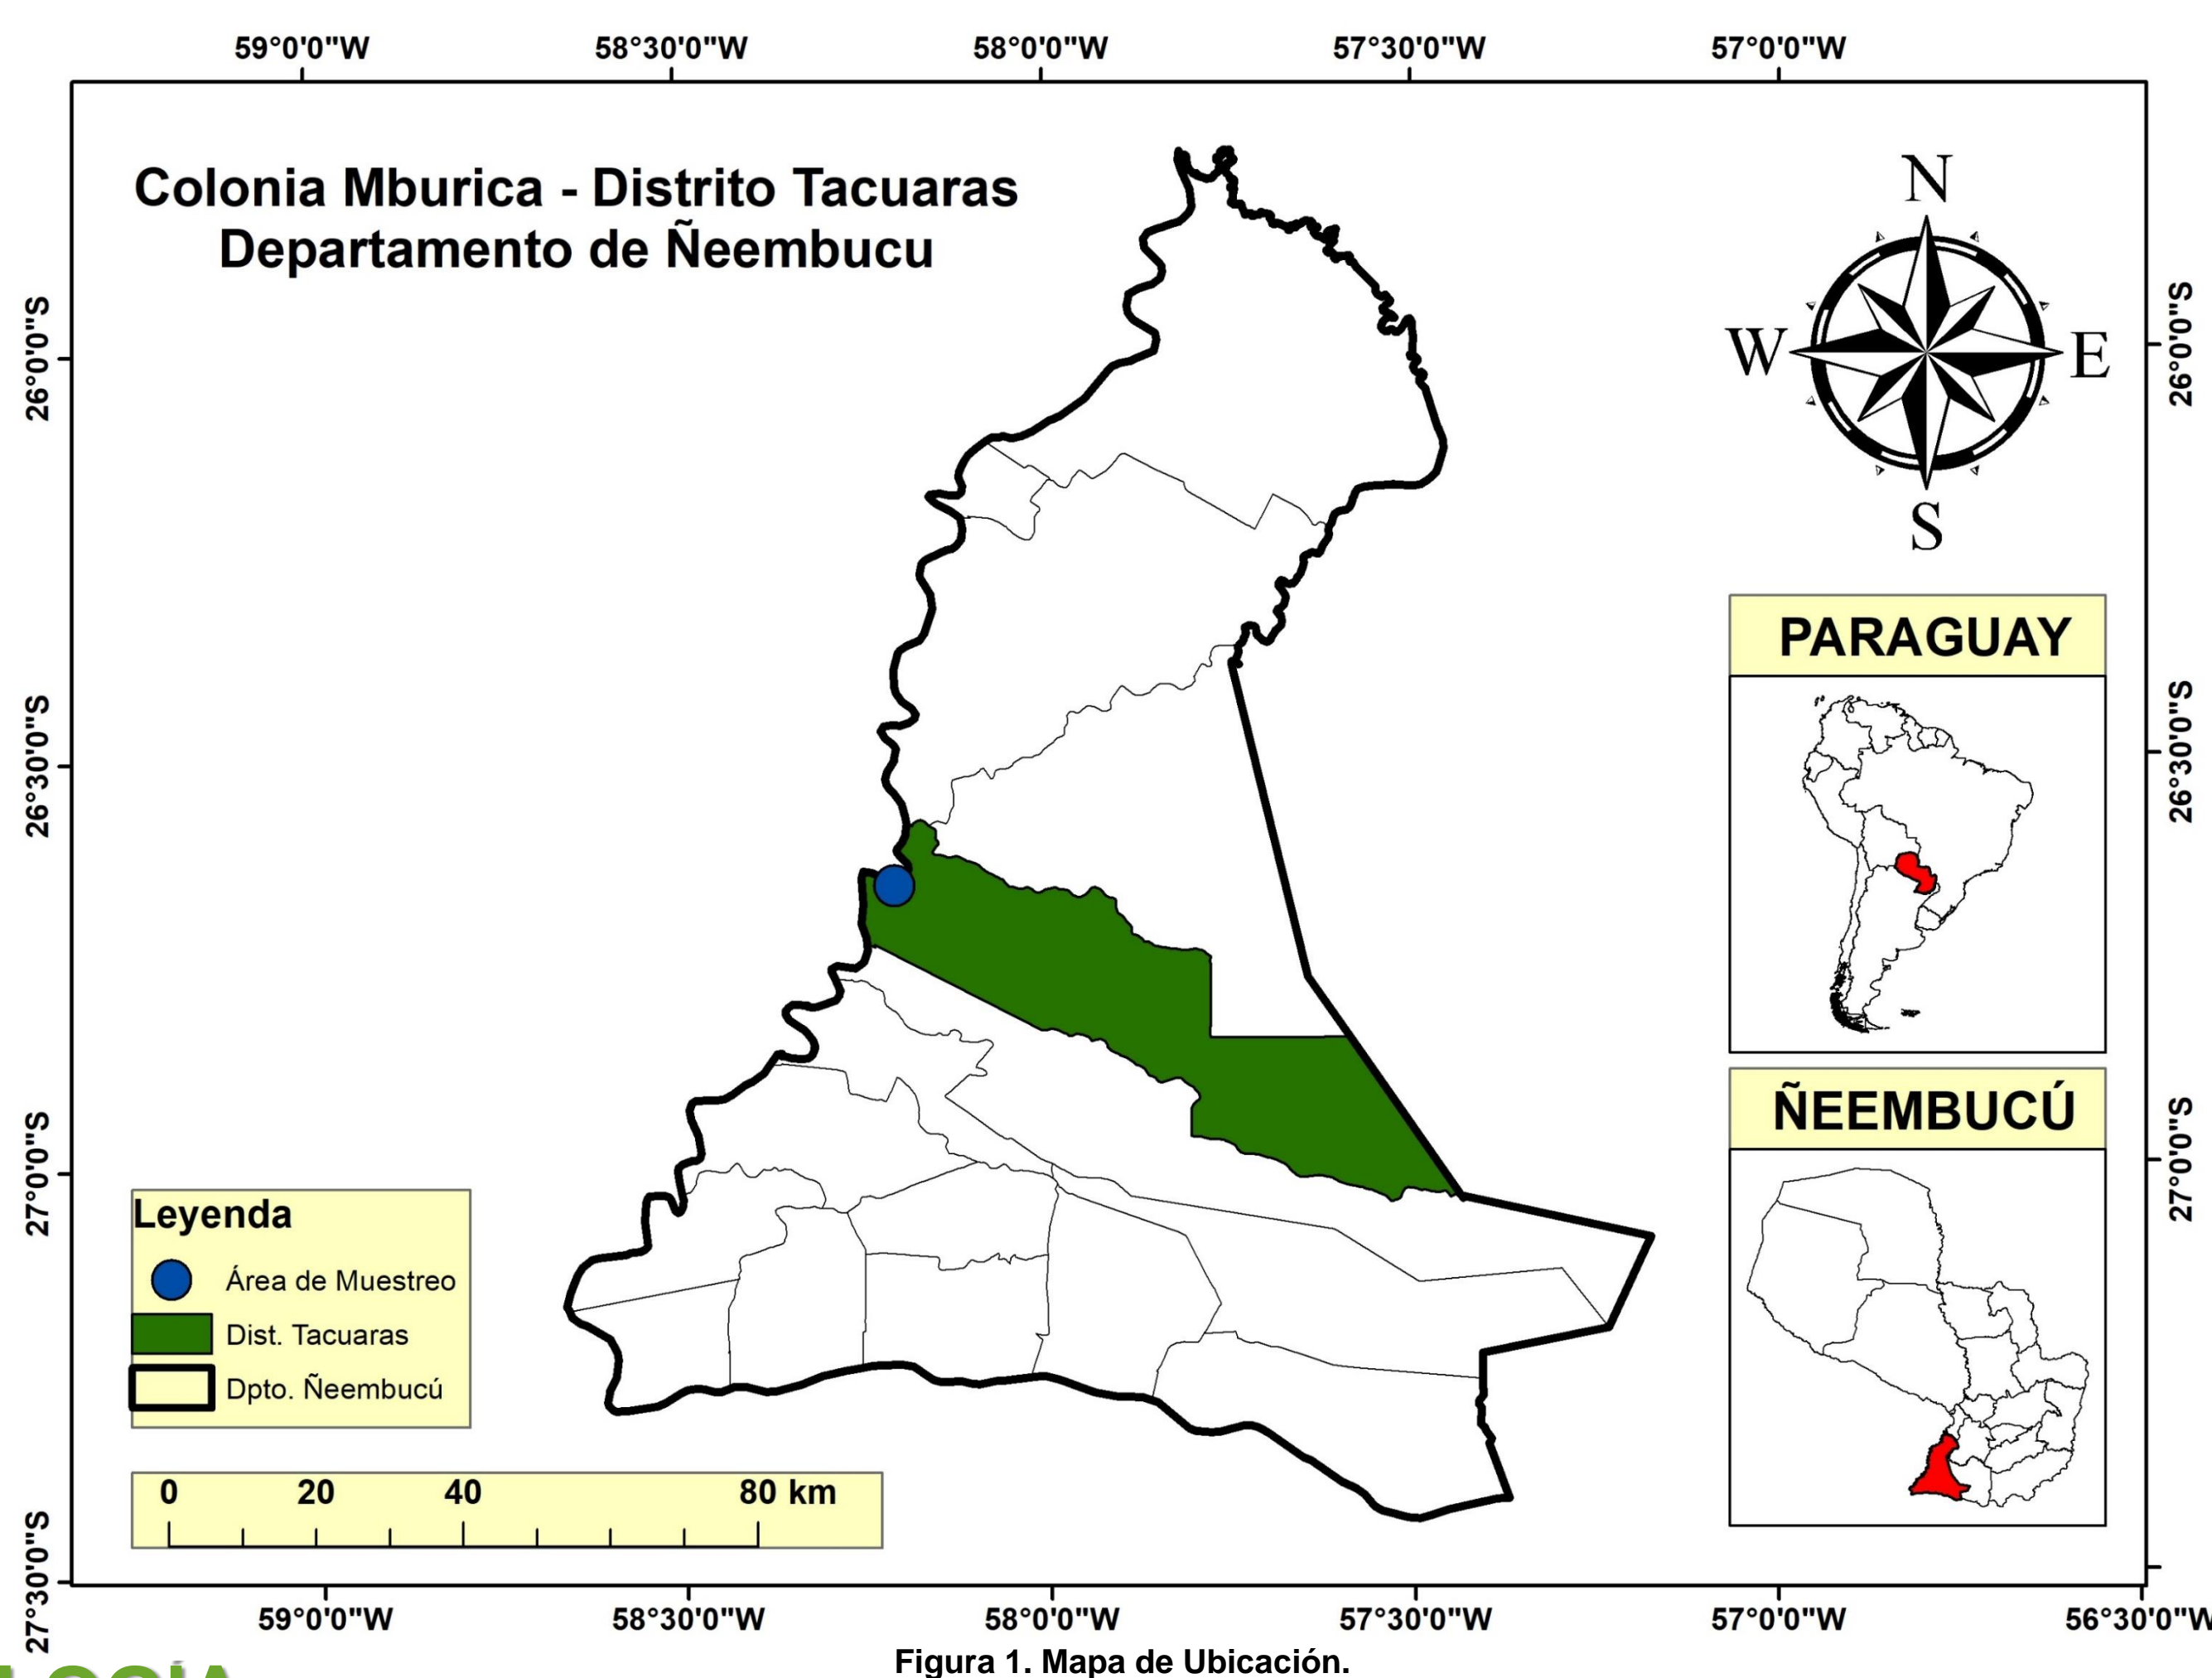 59°0'0"W 58°30'0"W 58°0'0"W 57°30'0"W 57°0'0"W
Colonia Mburica - Distrito Tacuaras
Departamento de Ñeembucu
N
W E
S
26°0'0"S 26°0'0"S
26°30'0"S 26°30'0"S
27°0'0"S 27°0'0"S
27°30'0"S
PARAGUAY
ÑEEMBUCÚ
Leyenda
Área de Muestreo
Dist. Tacuaras
Dpto. Ñeembucú
0 20 40 80 km
59°0'0"W 58°30'0"W 58°0'0"W 57°30'0"W 57°0'0"W 56°30'0"W
Figura 1. Mapa de Ubicación.